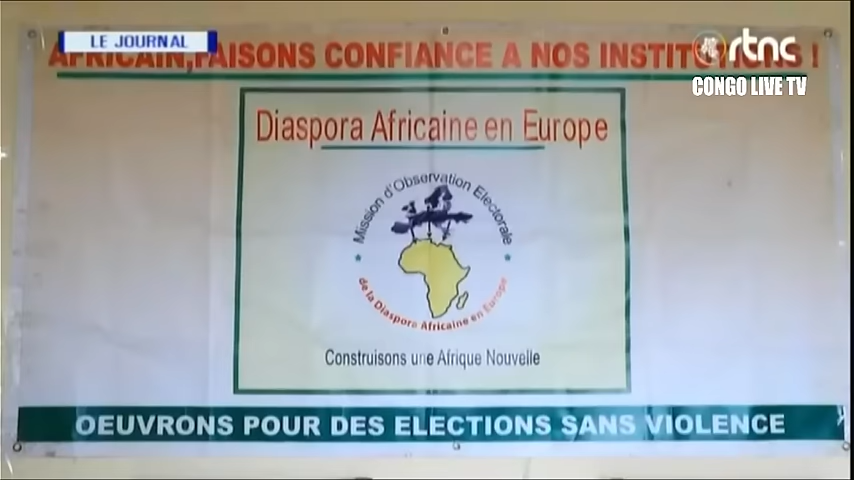 LE JOURNAL
rtnc
CONGO LIVE TV
AFRICAIN, FAISONS CONFIANCE A NOS INSTITUTIONS !
Diaspora Africaine en Europe
Mission d'Observation Electorale
de la Diaspora Africaine en Europe
Construisons une Afrique Nouvelle
OEUVRONS POUR DES ELECTIONS SANS VIOLENCE